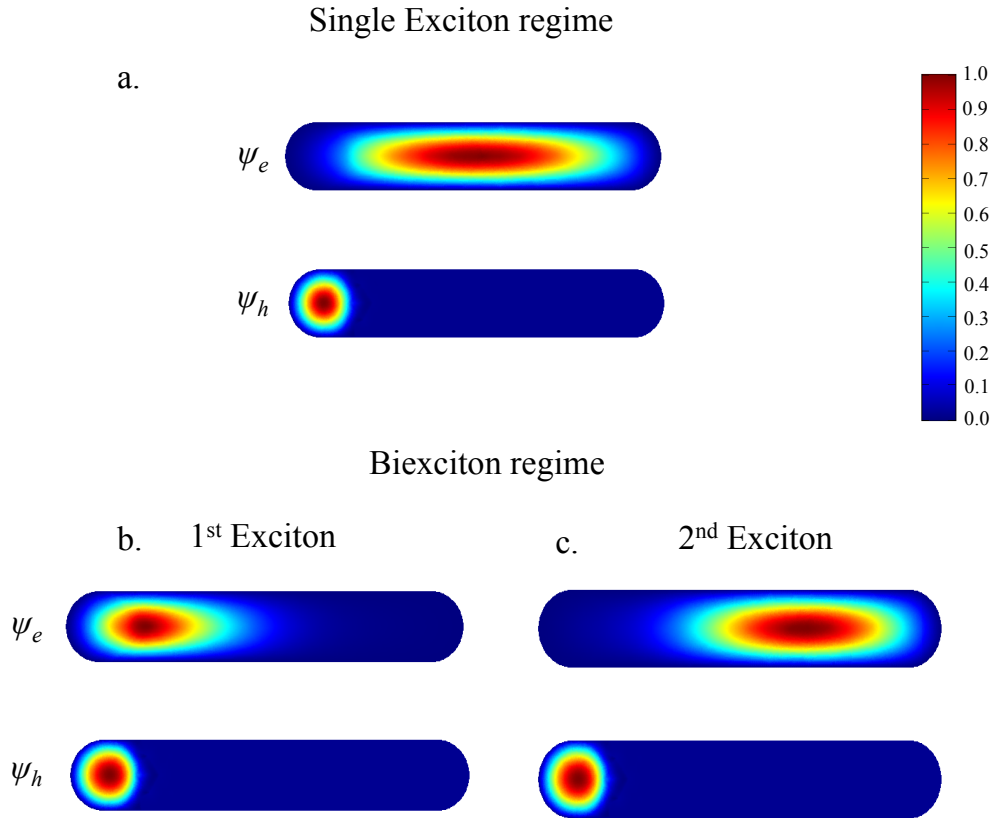 Single Exciton regime
a.
ψe
ψh
1.0
0.9
0.8
0.7
0.6
0.5
0.4
0.3
0.2
0.1
0.0
Biexciton regime
b. 1st Exciton
c. 2nd Exciton
ψe
ψh